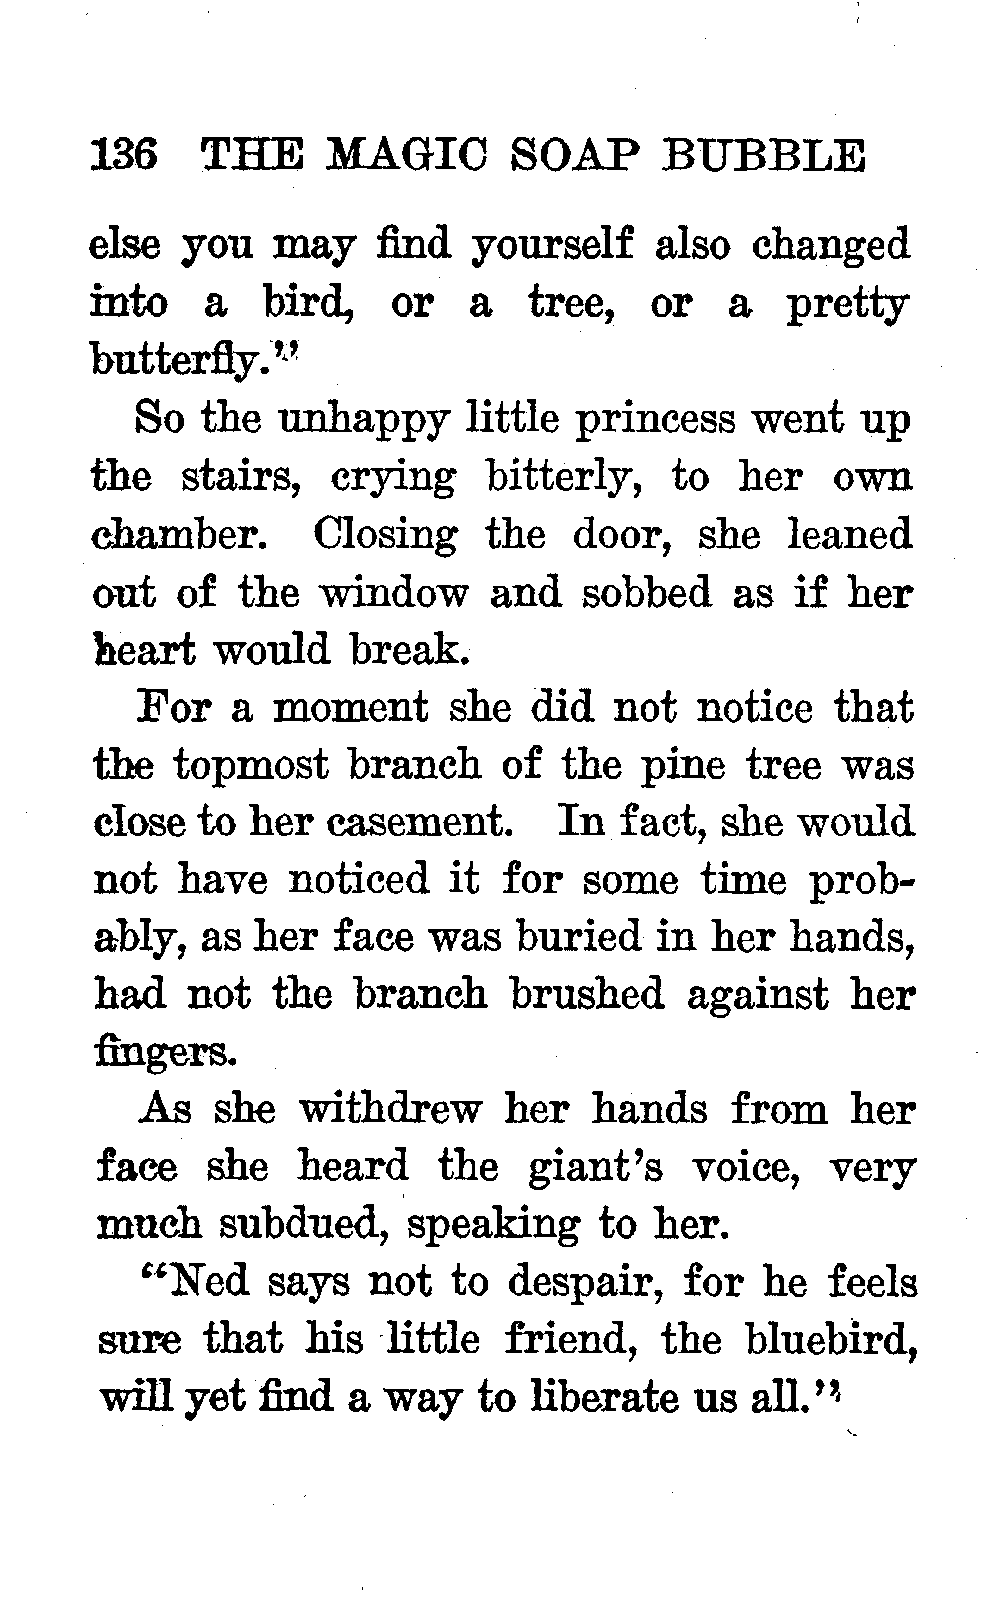 136 THE MAGIC SOAP BUBBLE
else you may find yourself also changed
into a bird, or a tree, or a pretty
butterfly."
So the unhappy little princess went up
the stairs, crying bitterly, to her own
chamber. Closing the door, she leaned
out of the window and sobbed as if her
heart would break.
For a moment she did not notice that
the topmost branch of the pine tree was
close to her casement. In fact, she would
not have noticed it for some time prob-
ably, as her face was buried in her hands,
had not the branch brushed against her
fingers.
As she withdrew her hands from her
face she heard the giant's voice, very
much subdued, speaking to her.
"Ned says not to despair, for he feels
sure that his little friend, the bluebird,
will yet find a way to liberate us all."